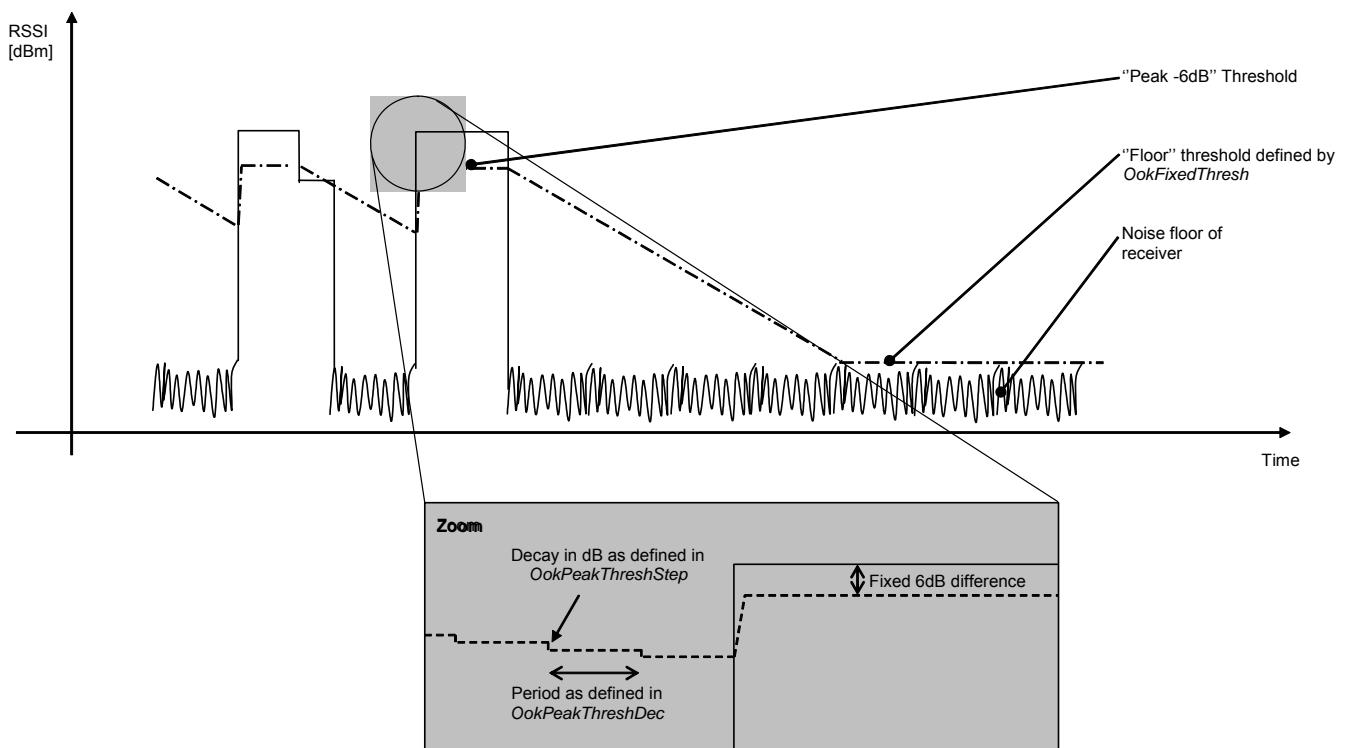 RSSI
[dBm]
‘’Peak -6dB’’ Threshold
‘’Floor’’ threshold defined by
OokFixedThresh
Noise floor of
receiver
Time
Zoom
Decay in dB as defined in
OokPeakThreshStep
Fixed 6dB difference
Period as defined in
OokPeakThreshDec